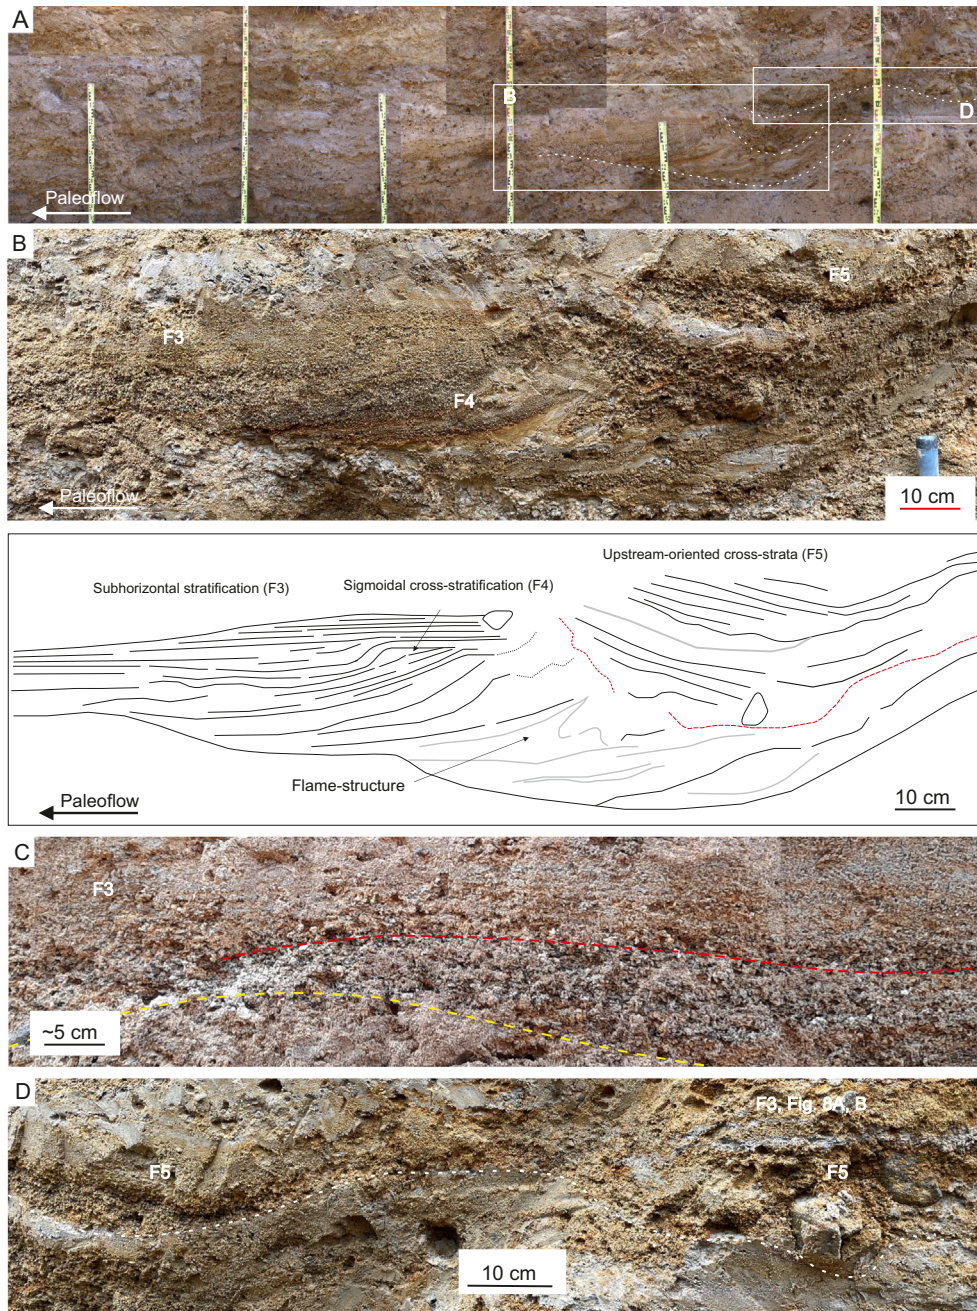 A
B
D
Paleoflow
B
F5
F3
F4
Paleoflow
10 cm
Upstream-oriented cross-strata (F5)
Subhorizontal stratification (F3)
Sigmoidal cross-stratification (F4)
Flame-structure
Paleoflow
10 cm
C
F3
~5 cm
D
F3, Fig. 8A, B
F5
F5
10 cm